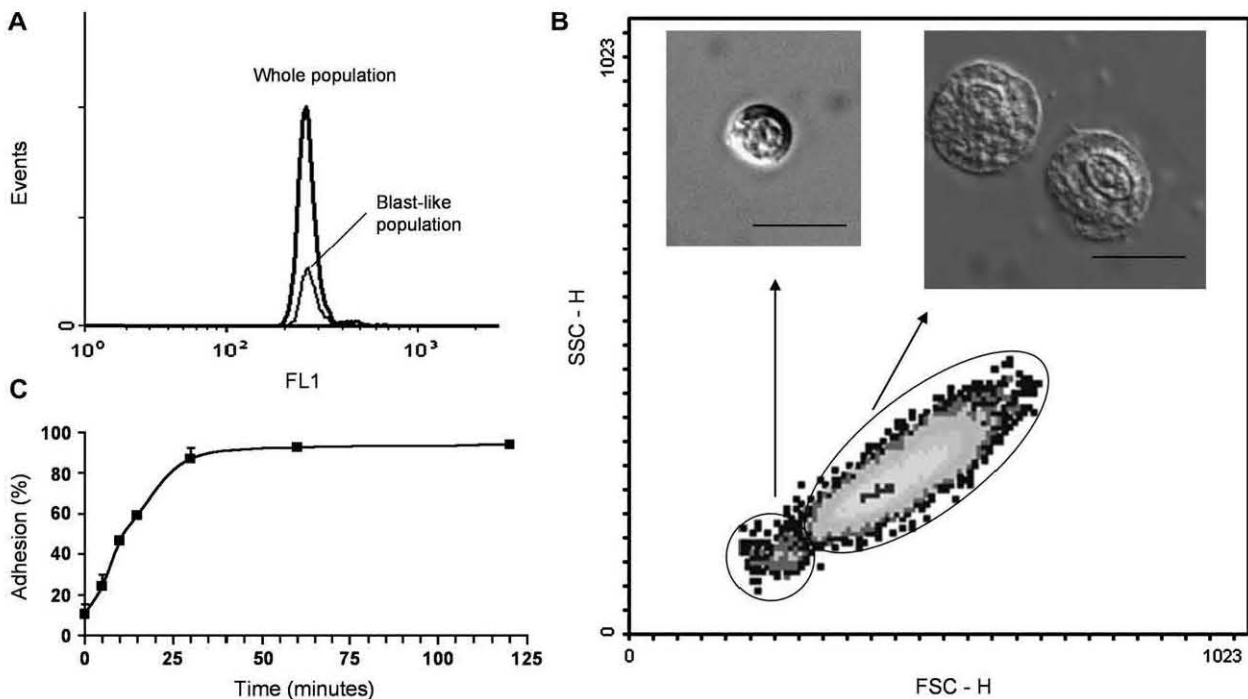 A
Whole population
Blast-like
population
Events
0
10⁰
10²
10³
FL1
B
1023
SSC - H
0
0
1023
FSC - H
C
100
80
60
40
20
0
Adhesion (%)
0
25
50
75
100
125
Time (minutes)